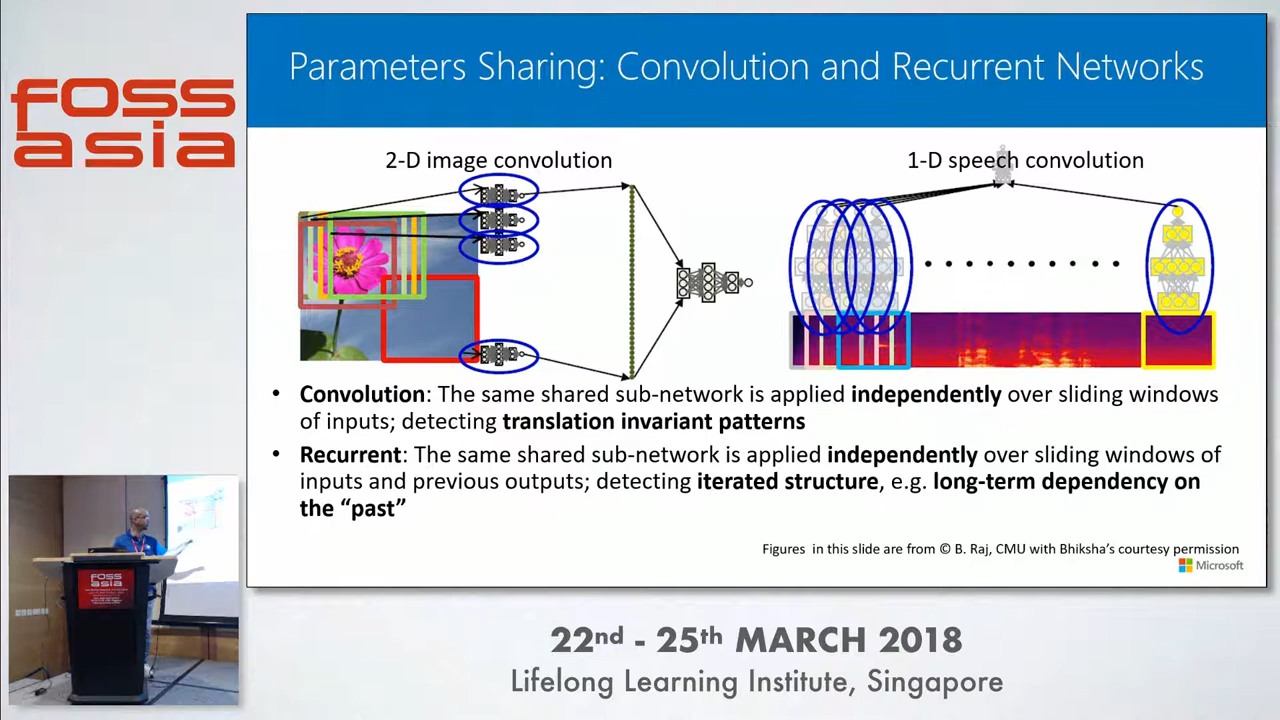 FOSS
asia
Parameters Sharing: Convolution and Recurrent Networks
2-D image convolution
1-D speech convolution
• Convolution: The same shared sub-network is applied independently over sliding windows
of inputs; detecting translation invariant patterns
• Recurrent: The same shared sub-network is applied independently over sliding windows of
inputs and previous outputs; detecting iterated structure, e.g. long-term dependency on
the “past”
Figures in this slide are from © B. Raj, CMU with Bhiksha’s courtesy permission
Microsoft
FOSS
asia
22nd - 25th MARCH 2018
Lifelong Learning Institute, Singapore